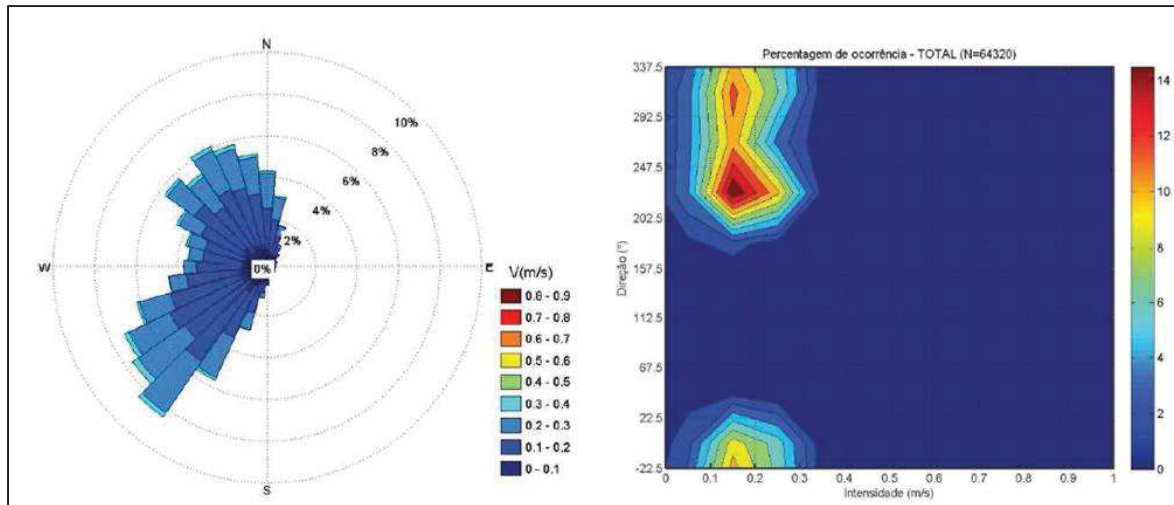 N
10%
8%
6%
4%
2%
0%
W
E
S
V(m/s)
0.8 - 0.9
0.7 - 0.8
0.6 - 0.7
0.5 - 0.6
0.4 - 0.5
0.3 - 0.4
0.2 - 0.3
0.1 - 0.2
0 - 0.1
Percentagem de ocorrência - TOTAL (N=64320)
Direção (°)
337.5
292.5
247.5
202.5
157.5
112.5
67.5
22.5
-22.5
0 0.1 0.2 0.3 0.4 0.5 0.6 0.7 0.8 0.9 1
Intensidade (m/s)
14
12
10
8
6
4
2
0